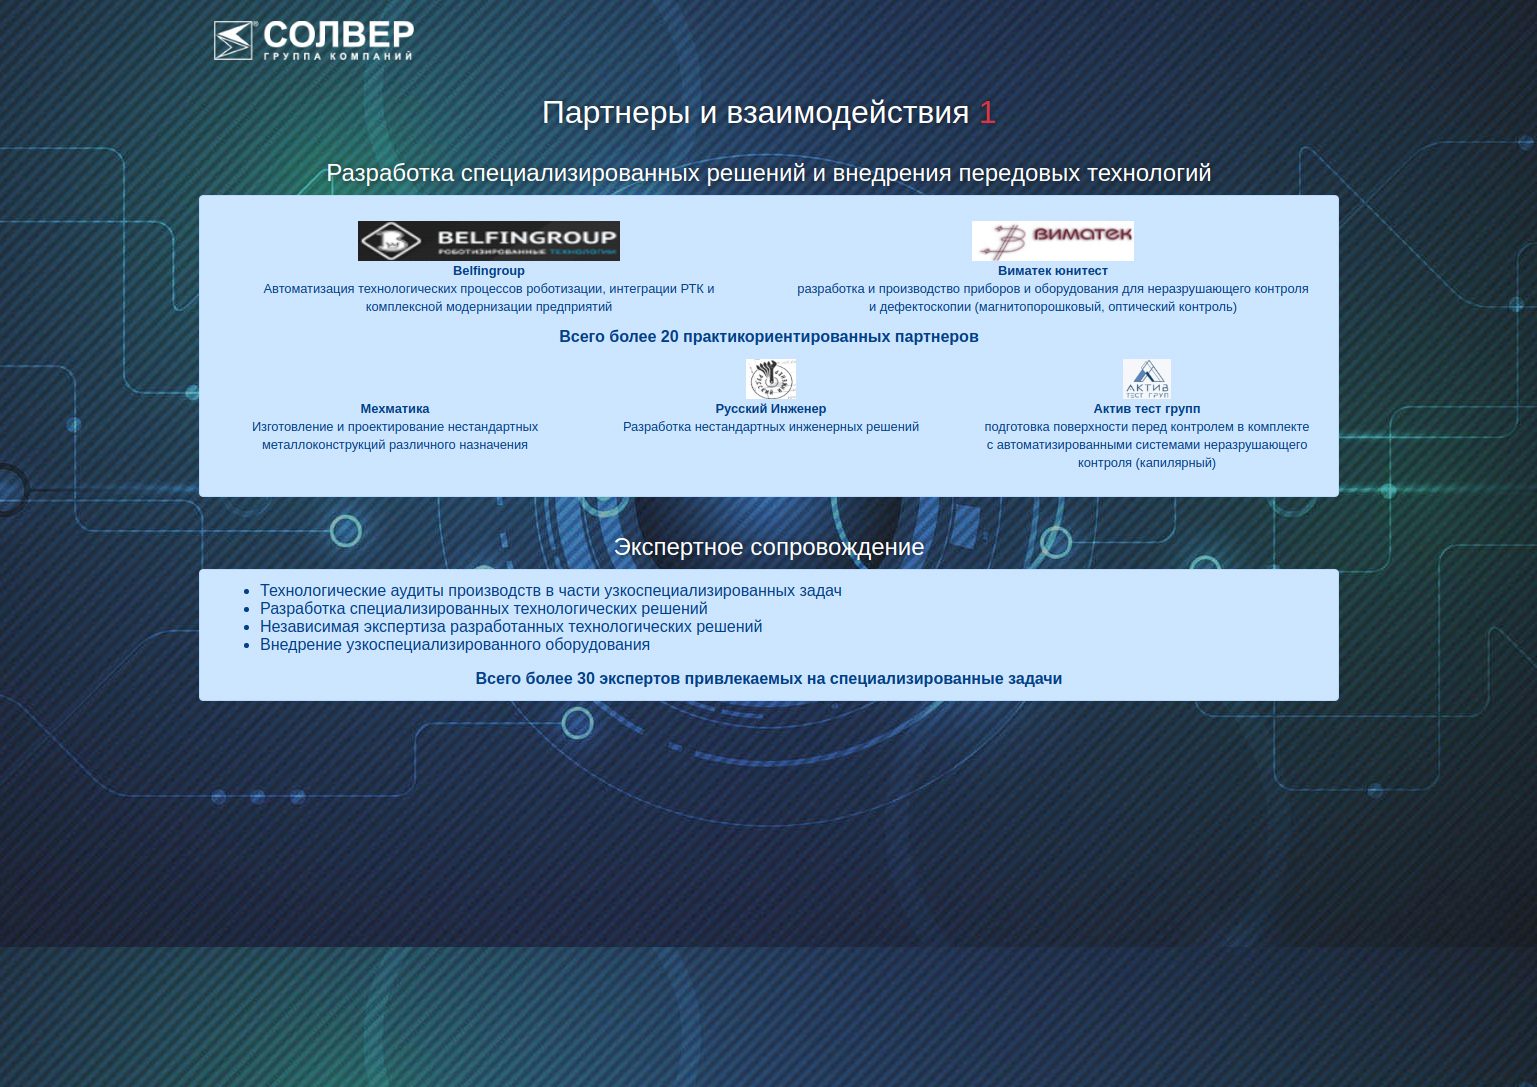 СОЛВЕР
ГРУППА КОМПАНИЙ
Партнеры и взаимодействия 1
Разработка специализированных решений и внедрения передовых технологий
BELFINGROUP
РОБОТИЗИРОВАННЫЕ ТЕХНОЛОГИИ
Belfingroup
Автоматизация технологических процессов роботизации, интеграции РТК и
комплексной модернизации предприятий
ВИМАТЕК
Виматек юнитест
разработка и производство приборов и оборудования для неразрушающего контроля
и дефектоскопии (магнитопорошковый, оптический контроль)
Всего более 20 практикориентированных партнеров
Мехматика
Изготовление и проектирование нестандартных
металлоконструкций различного назначения
Русский Инженер
Разработка нестандартных инженерных решений
АКТИВ
ТЕСТ ГРУП
Актив тест групп
подготовка поверхности перед контролем в комплекте
с автоматизированными системами неразрушающего
контроля (капилярный)
Экспертное сопровождение
Технологические аудиты производств в части узкоспециализированных задач
Разработка специализированных технологических решений
Независимая экспертиза разработанных технологических решений
Внедрение узкоспециализированного оборудования
Всего более 30 экспертов привлекаемых на специализированные задачи